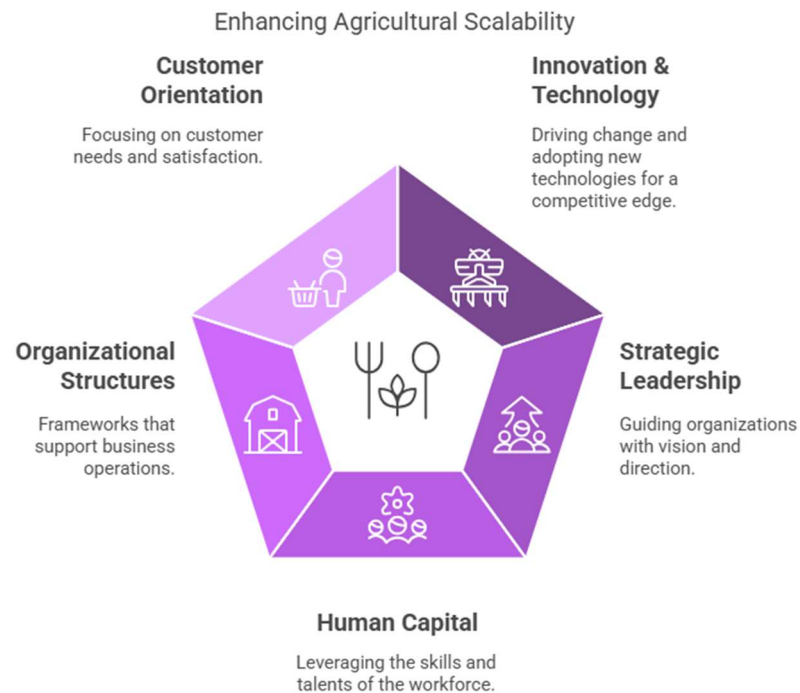 Enhancing Agricultural Scalability
Customer
Orientation
Focusing on customer
needs and satisfaction.
Innovation &
Technology
Driving change and
adopting new
technologies for a
competitive edge.
Organizational
Structures
Frameworks that
support business
operations.
Strategic
Leadership
Guiding organizations
with vision and
direction.
Human Capital
Leveraging the skills and
talents of the workforce.